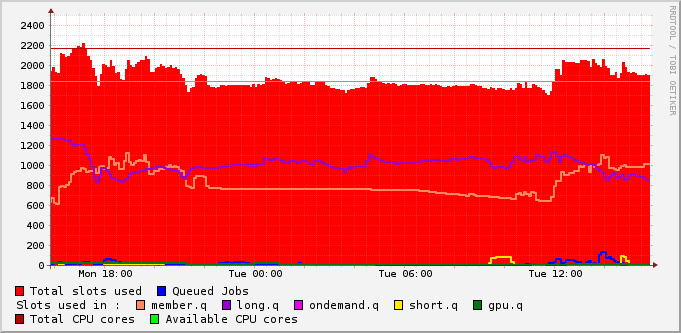 2400
2200
2000
1800
1600
1400
1200
1000
800
600
400
200
0
Mon 18:00 Tue 00:00 Tue 06:00 Tue 12:00
Total slots used Queued Jobs
Slots used in : member.q long.q ondemand.q short.q gpu.q
Total CPU cores Available CPU cores
RRDTOOL / TOBI OETIKER